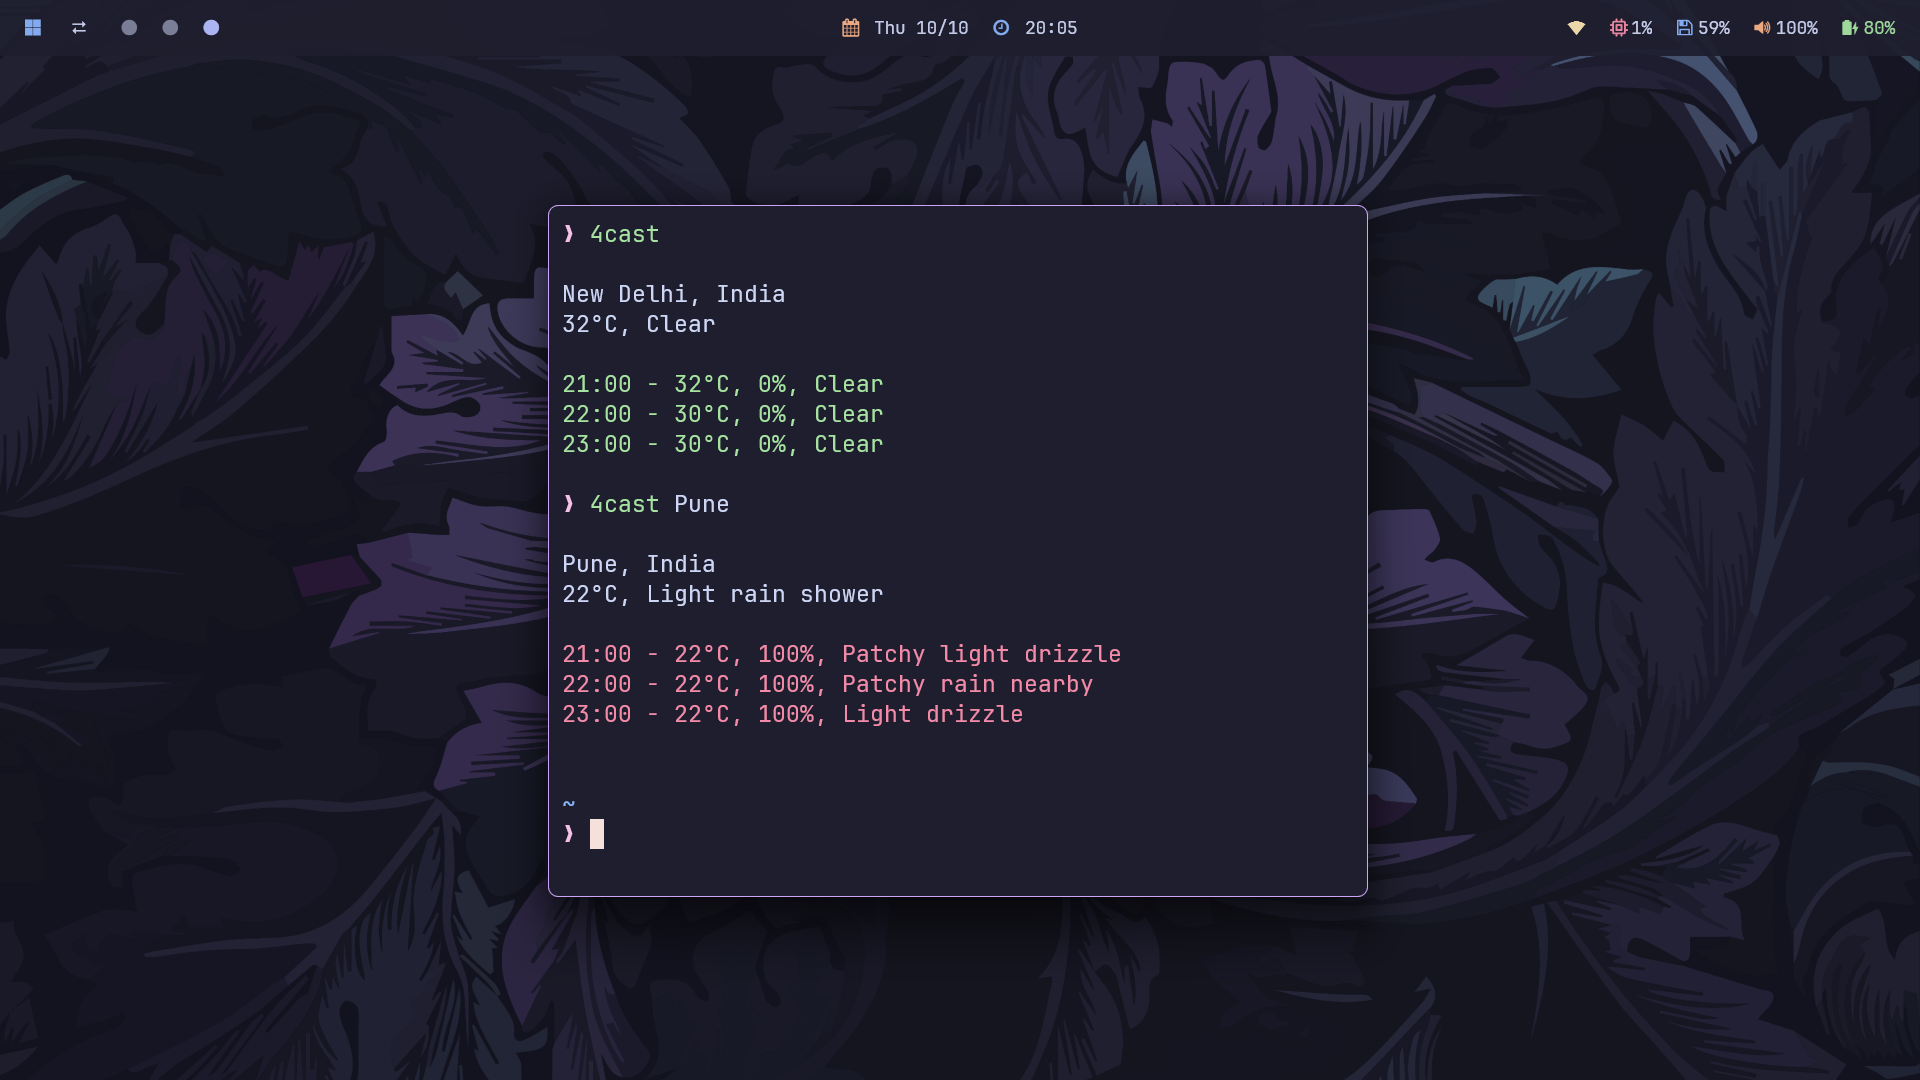 Thu 10/10 20:05 1% 59% 100% 80%
❫ 4cast
New Delhi, India
32°C, Clear
21:00 - 32°C, 0%, Clear
22:00 - 30°C, 0%, Clear
23:00 - 30°C, 0%, Clear
❫ 4cast Pune
Pune, India
22°C, Light rain shower
21:00 - 22°C, 100%, Patchy light drizzle
22:00 - 22°C, 100%, Patchy rain nearby
23:00 - 22°C, 100%, Light drizzle
~
❫